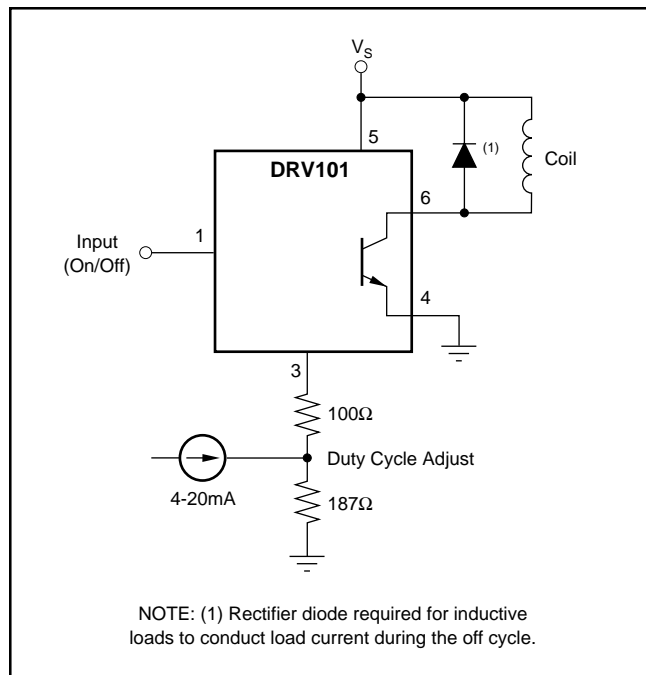 V_S
5
(1)
Coil
DRV101
6
1
Input
(On/Off)
4
3
100Ω
Duty Cycle Adjust
4-20mA
187Ω
NOTE: (1) Rectifier diode required for inductive
loads to conduct load current during the off cycle.